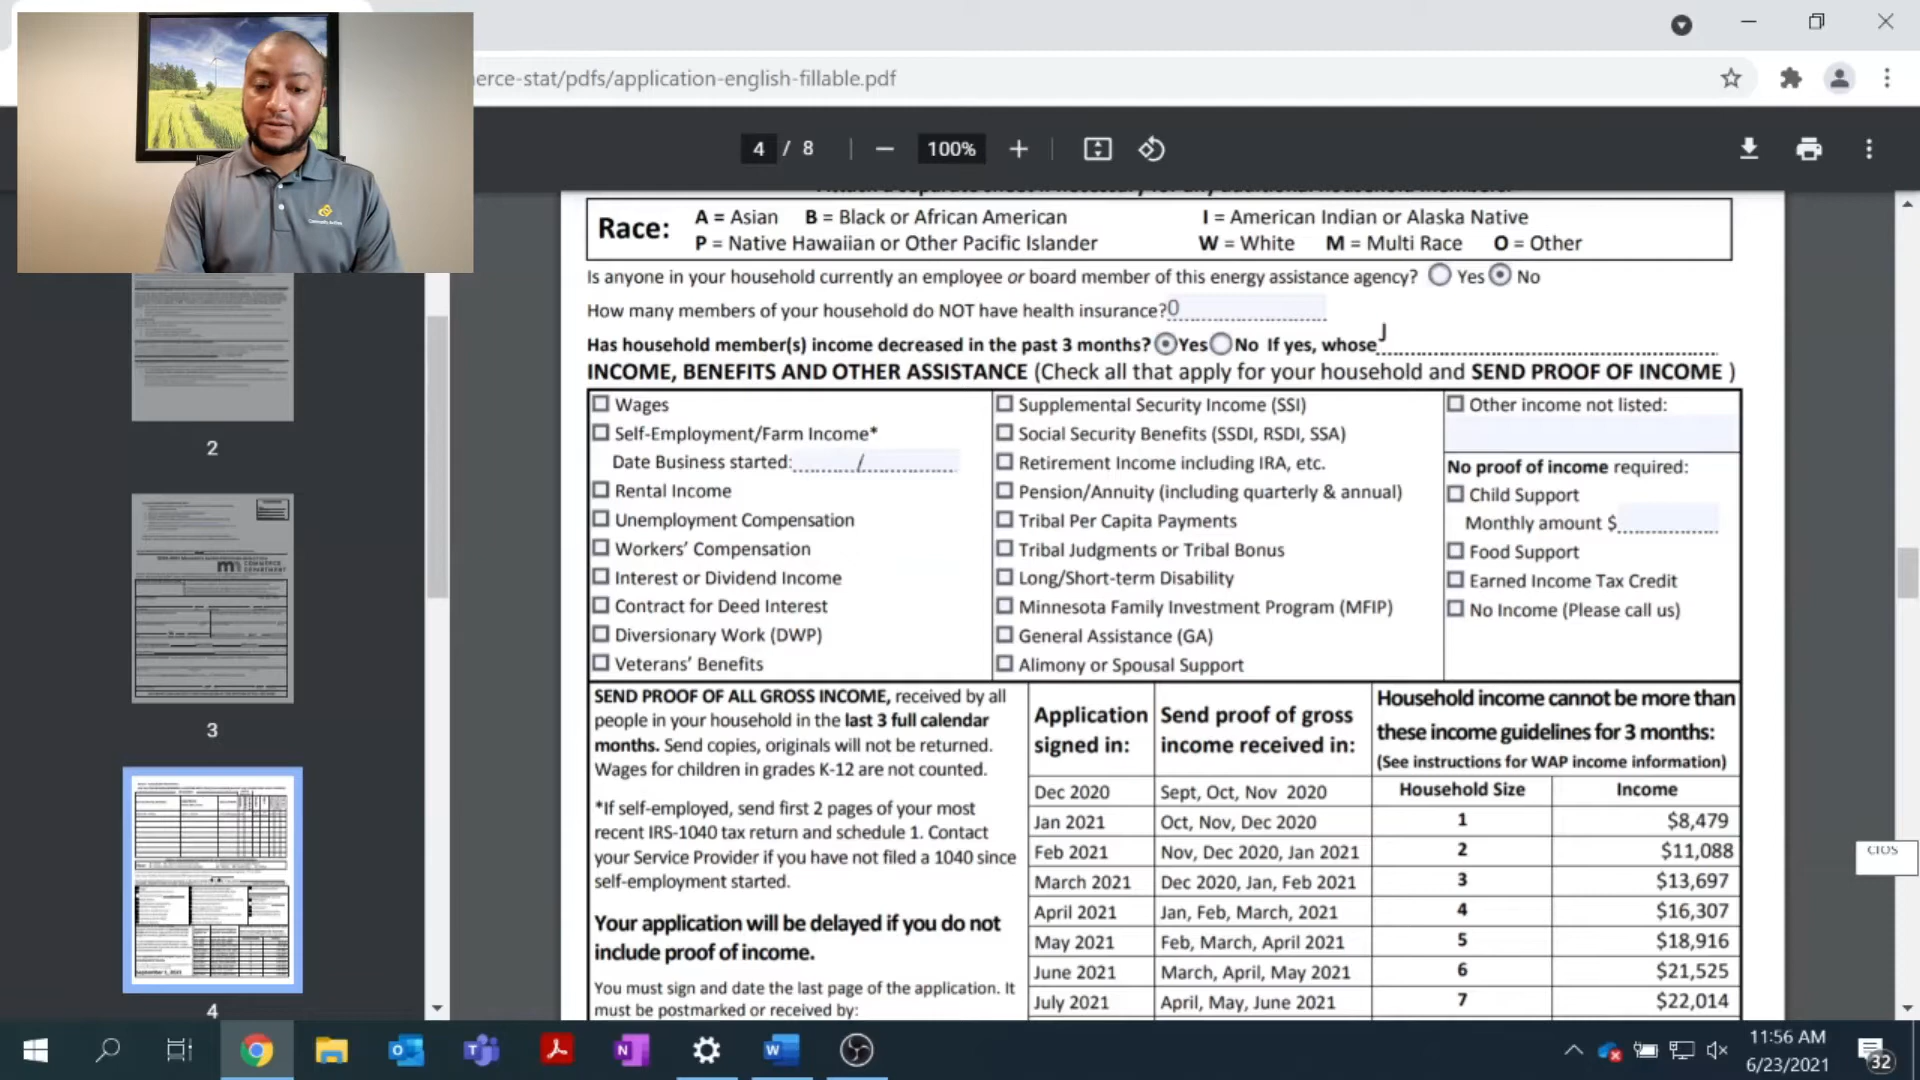 erce-stat/pdfs/application-english-fillable.pdf
4 / 8
100%
2
3
4
Race: A = Asian B = Black or African American I = American Indian or Alaska Native
P = Native Hawaiian or Other Pacific Islander W = White M = Multi Race O = Other
Is anyone in your household currently an employee or board member of this energy assistance agency? Yes No
How many members of your household do NOT have health insurance? 0
Has household member(s) income decreased in the past 3 months? Yes No If yes, whose J
INCOME, BENEFITS AND OTHER ASSISTANCE (Check all that apply for your household and SEND PROOF OF INCOME )
Wages
Self-Employment/Farm Income*
Date Business started: /
Rental Income
Unemployment Compensation
Workers' Compensation
Interest or Dividend Income
Contract for Deed Interest
Diversionary Work (DWP)
Veterans' Benefits
Supplemental Security Income (SSI)
Social Security Benefits (SSDI, RSDI, SSA)
Retirement Income including IRA, etc.
Pension/Annuity (including quarterly & annual)
Tribal Per Capita Payments
Tribal Judgments or Tribal Bonus
Long/Short-term Disability
Minnesota Family Investment Program (MFIP)
General Assistance (GA)
Alimony or Spousal Support
Other income not listed:
No proof of income required:
Child Support
Monthly amount $
Food Support
Earned Income Tax Credit
No Income (Please call us)
SEND PROOF OF ALL GROSS INCOME, received by all
people in your household in the last 3 full calendar
months. Send copies, originals will not be returned.
Wages for children in grades K-12 are not counted.
*If self-employed, send first 2 pages of your most
recent IRS-1040 tax return and schedule 1. Contact
your Service Provider if you have not filed a 1040 since
self-employment started.
Your application will be delayed if you do not
include proof of income.
You must sign and date the last page of the application. It
must be postmarked or received by:
Application signed in: Send proof of gross income received in:
Household income cannot be more than
these income guidelines for 3 months:
(See instructions for WAP income information)
Household Size Income
Dec 2020 Sept, Oct, Nov 2020
Jan 2021 Oct, Nov, Dec 2020 1 $8,479
Feb 2021 Nov, Dec 2020, Jan 2021 2 $11,088
March 2021 Dec 2020, Jan, Feb 2021 3 $13,697
April 2021 Jan, Feb, March, 2021 4 $16,307
May 2021 Feb, March, April 2021 5 $18,916
June 2021 March, April, May 2021 6 $21,525
July 2021 April, May, June 2021 7 $22,014
11:56 AM
6/23/2021
32